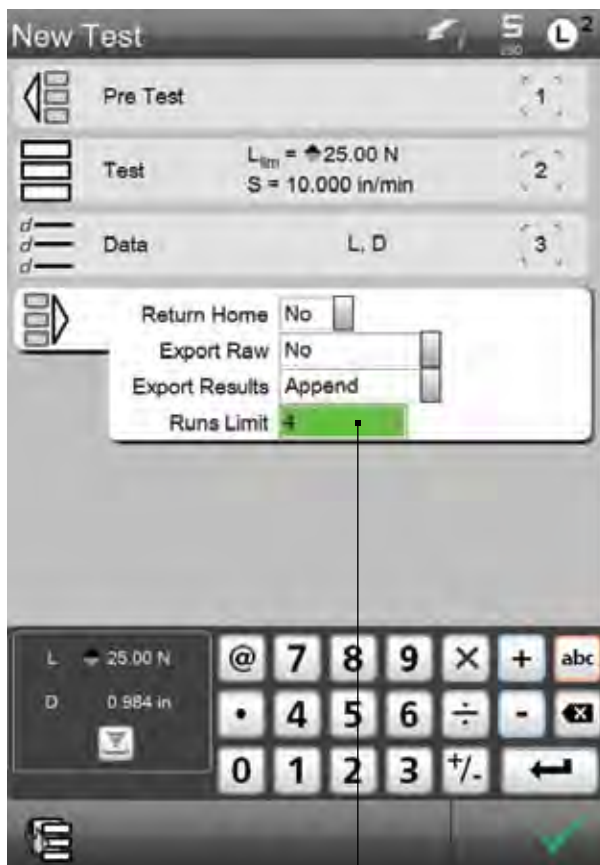 New Test
S
L 2
Pre Test
1
Test
L lim = 25.00 N
S = 10.000 in/min
2
d
d
d
Data
L, D
3
Return Home No
Export Raw No
Export Results Append
Runs Limit 4
L 25.00 N
D 0.984 in
@ 7 8 9 × + abc
• 4 5 6 ÷ -
0 1 2 3 +/-